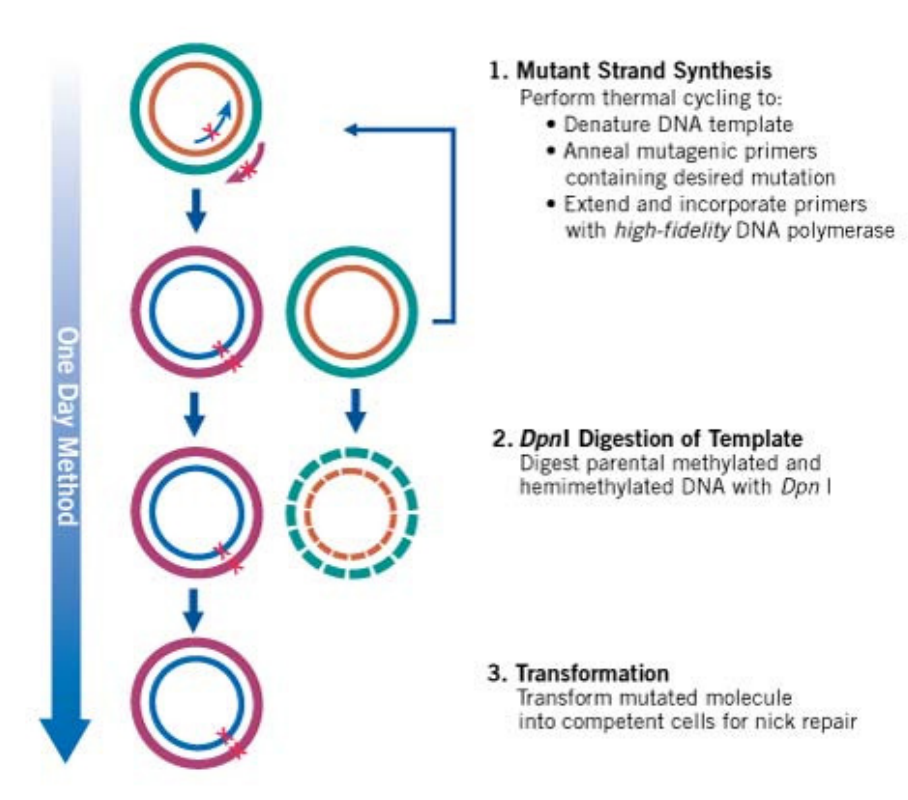 One Day Method
1. Mutant Strand Synthesis
Perform thermal cycling to:
• Denature DNA template
• Anneal mutagenic primers
containing desired mutation
• Extend and incorporate primers
with high-fidelity DNA polymerase
2. DpnI Digestion of Template
Digest parental methylated and
hemimethylated DNA with Dpn I
3. Transformation
Transform mutated molecule
into competent cells for nick repair